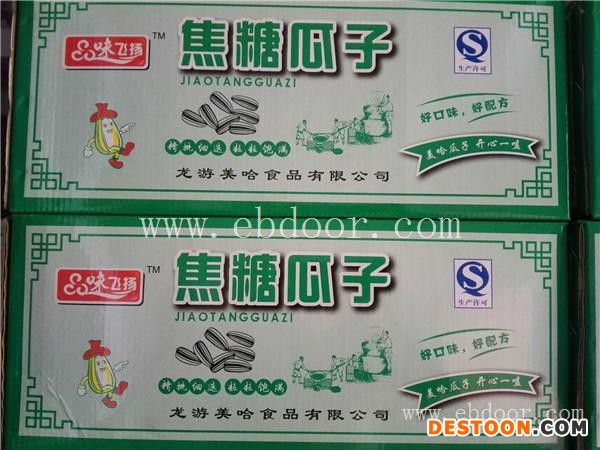 品味飞扬 TM
焦糖瓜子
JIAOTANGGUAZI
生产许可
好口味，好配方
精挑细选 粒粒饱满
美哈瓜子 开心一嗑
龙游美哈食品有限公司
www.ebdoor.com
品味飞扬 TM
焦糖瓜子
JIAOTANGGUAZI
生产许可
好口味，好配方
精挑细选 粒粒饱满
美哈瓜子 开心一嗑
龙游美哈食品有限公司
www.ebdoor.com
DESTOON.COM